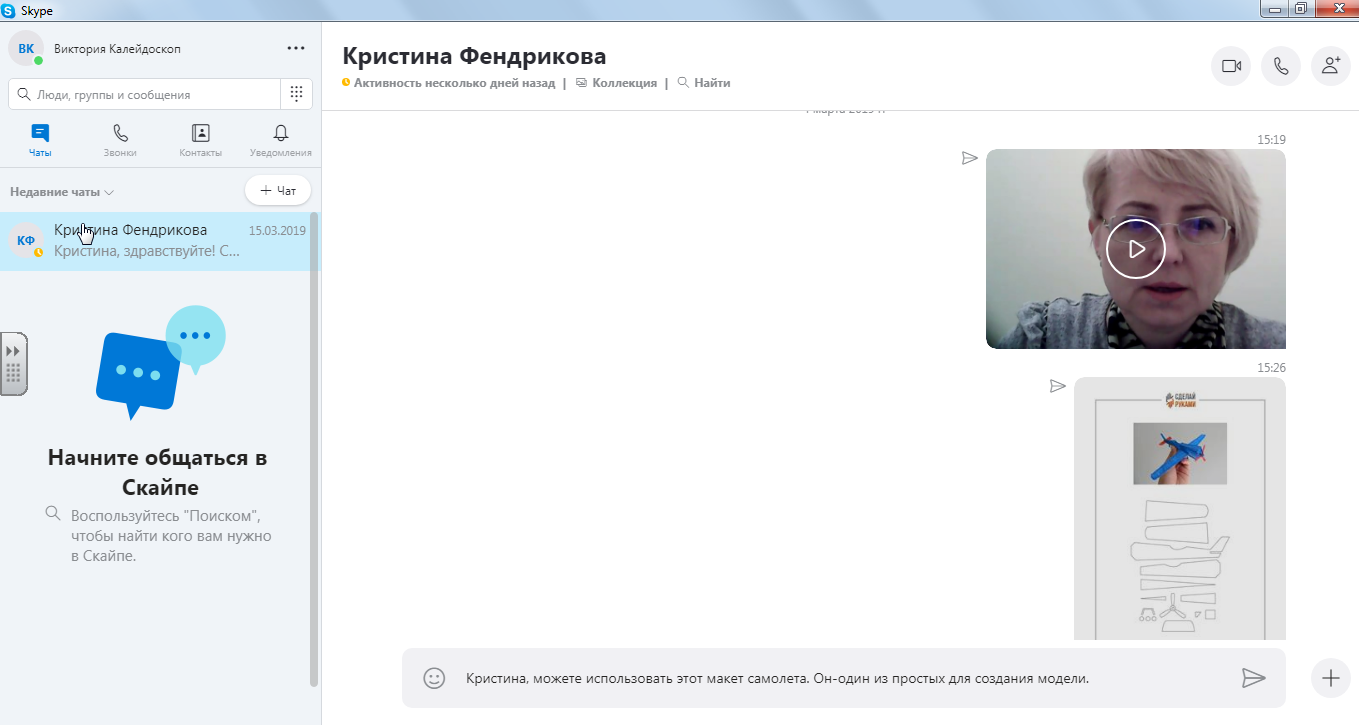 Skype
ВК
Виктория Калейдоскоп
Люди, группы и сообщения
Чаты
Звонки
Контакты
Уведомления
Недавние чаты
Чат
КФ
Кристина Фендрикова
15.03.2019
Кристина, здравствуйте! С...
Начните общаться в
Скайпе
Воспользуйтесь "Поиском",
чтобы найти кого вам нужно
в Скайпе.
Кристина Фендрикова
Активность несколько дней назад | Коллекция | Найти
15:19
15:26
СДЕЛАЙ
РУКАМИ
Кристина, можете использовать этот макет самолета. Он-один из простых для создания модели.